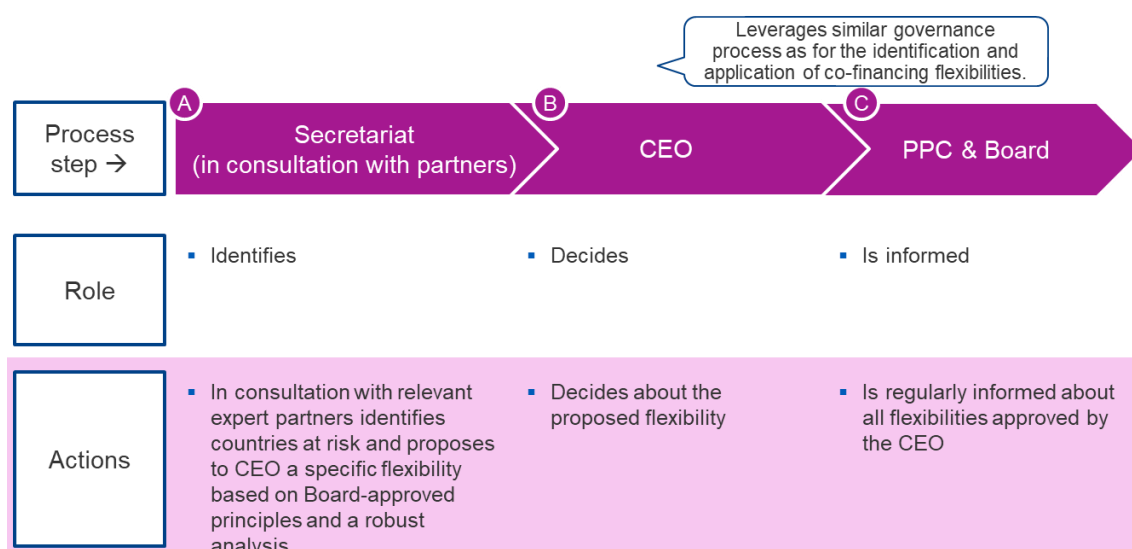 Leverages similar governance
process as for the identification and
application of co-financing flexibilities.
Process
step →
A
Secretariat
(in consultation with partners)
B
CEO
C
PPC & Board
Role
▪ Identifies
▪ Decides
▪ Is informed
Actions
▪ In consultation with relevant
expert partners identifies
countries at risk and proposes
to CEO a specific flexibility
based on Board-approved
principles and a robust
analysis
▪ Decides about the
proposed flexibility
▪ Is regularly informed about
all flexibilities approved by
the CEO